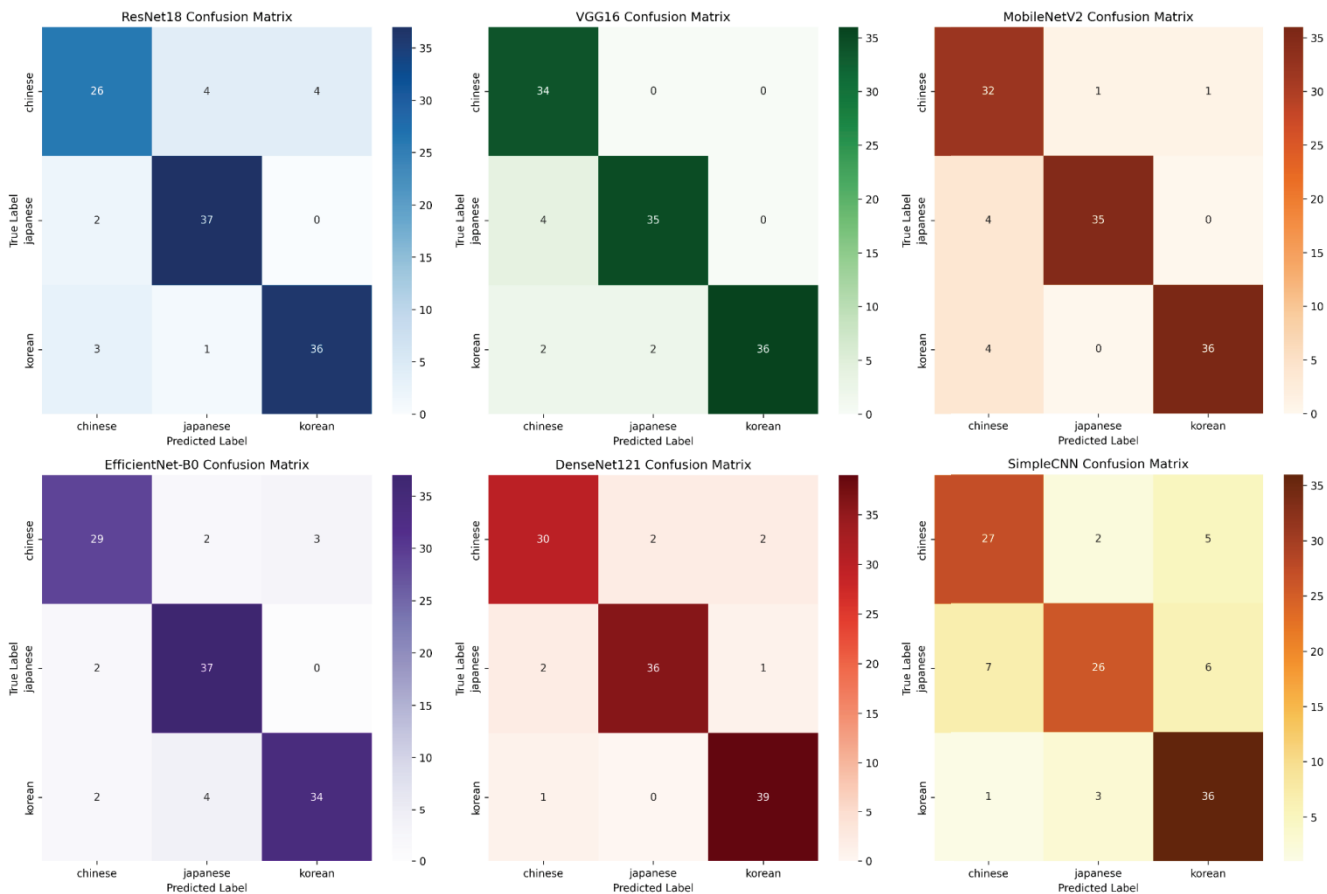 ResNet18 Confusion Matrix
26 4 4
2 37 0
3 1 36
chinese
japanese
korean
True Label
chinese japanese korean
Predicted Label
35
30
25
20
15
10
5
0
VGG16 Confusion Matrix
34 0 0
4 35 0
2 2 36
chinese
japanese
korean
True Label
chinese japanese korean
Predicted Label
35
30
25
20
15
10
5
0
MobileNetV2 Confusion Matrix
32 1 1
4 35 0
4 0 36
chinese
japanese
korean
True Label
chinese japanese korean
Predicted Label
35
30
25
20
15
10
5
0
EfficientNet-B0 Confusion Matrix
29 2 3
2 37 0
2 4 34
chinese
japanese
korean
True Label
chinese japanese korean
Predicted Label
35
30
25
20
15
10
5
0
DenseNet121 Confusion Matrix
30 2 2
2 36 1
1 0 39
chinese
japanese
korean
True Label
chinese japanese korean
Predicted Label
35
30
25
20
15
10
5
0
SimpleCNN Confusion Matrix
27 2 5
7 26 6
1 3 36
chinese
japanese
korean
True Label
chinese japanese korean
Predicted Label
35
30
25
20
15
10
5